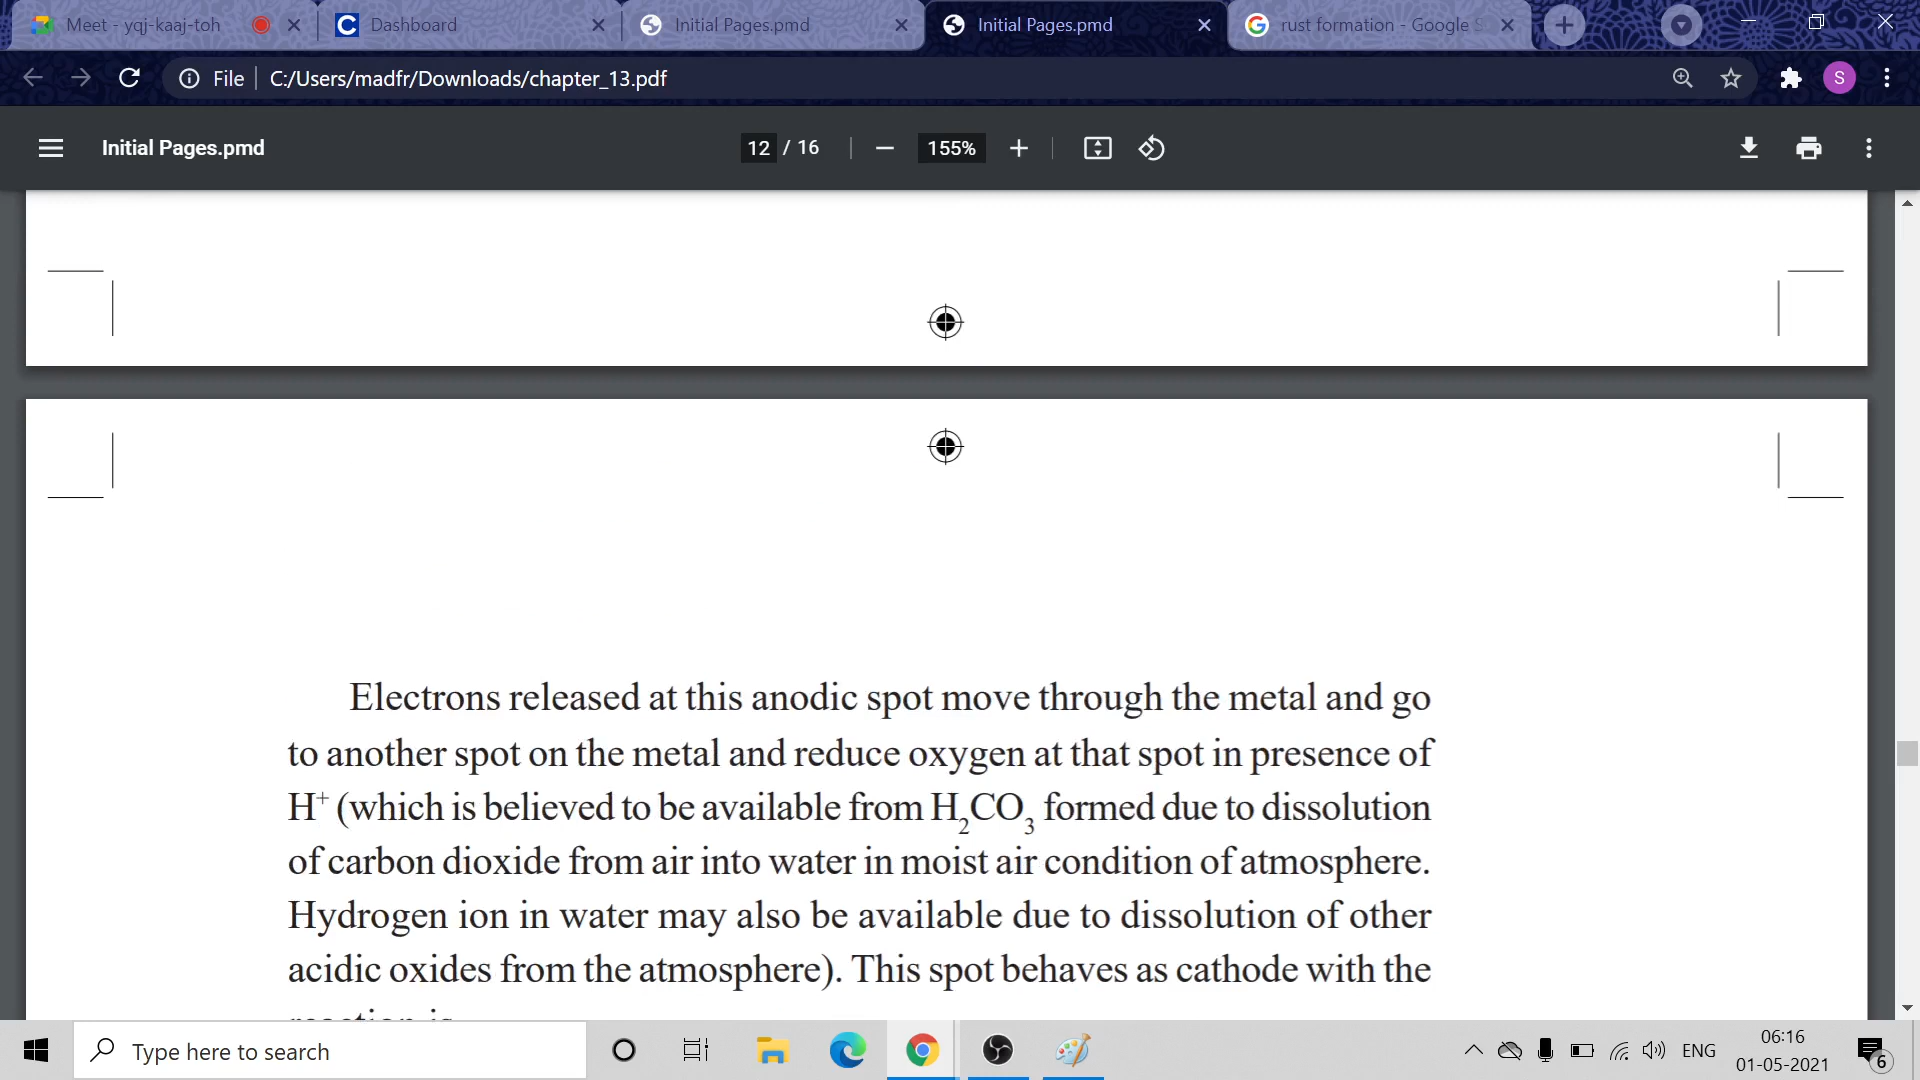 Meet - yqj-kaaj-toh
Dashboard
Initial Pages.pmd
Initial Pages.pmd
rust formation - Google S
File
C:/Users/madfr/Downloads/chapter_13.pdf
S
Initial Pages.pmd
12 / 16
155%
Electrons released at this anodic spot move through the metal and go
to another spot on the metal and reduce oxygen at that spot in presence of
H⁺ (which is believed to be available from H₂CO₃ formed due to dissolution
of carbon dioxide from air into water in moist air condition of atmosphere.
Hydrogen ion in water may also be available due to dissolution of other
acidic oxides from the atmosphere). This spot behaves as cathode with the
reaction is
Type here to search
ENG
06:16
01-05-2021
6